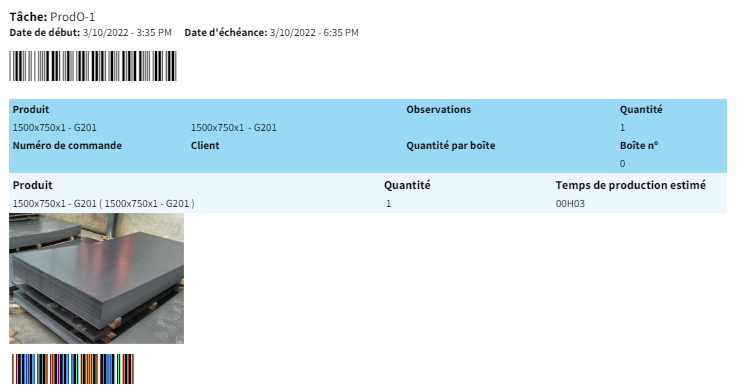 Tâche: ProdO-1
Date de début: 3/10/2022 - 3:35 PM Date d'échéance: 3/10/2022 - 6:35 PM
Produit Observations Quantité
1500x750x1 - G201 1500x750x1 - G201 1
Numéro de commande Client Quantité par boîte Boîte nº
0
Produit Quantité Temps de production estimé
1500x750x1 - G201 ( 1500x750x1 - G201 ) 1 00H03